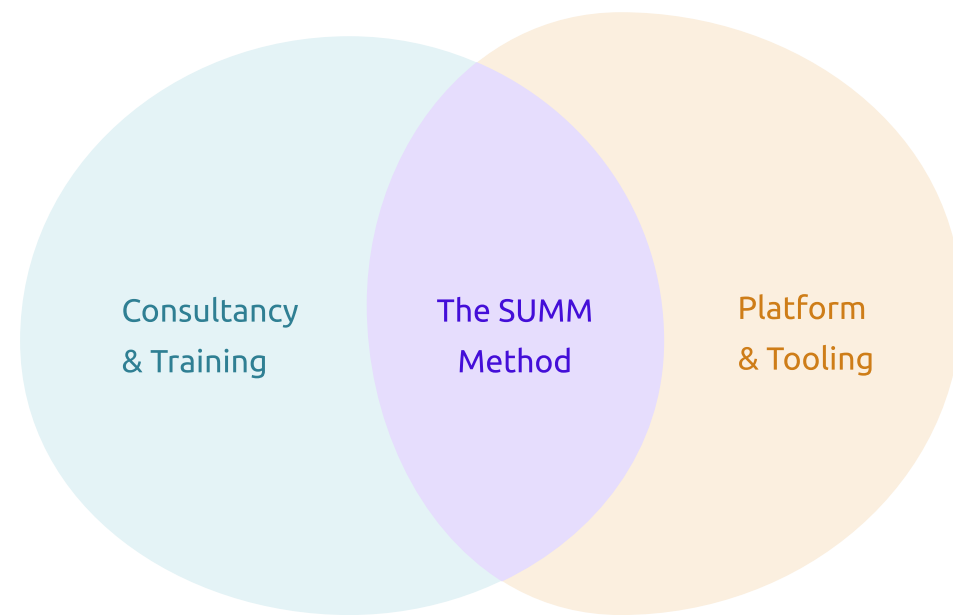 Consultancy
& Training
The SUMM
Method
Platform
& Tooling